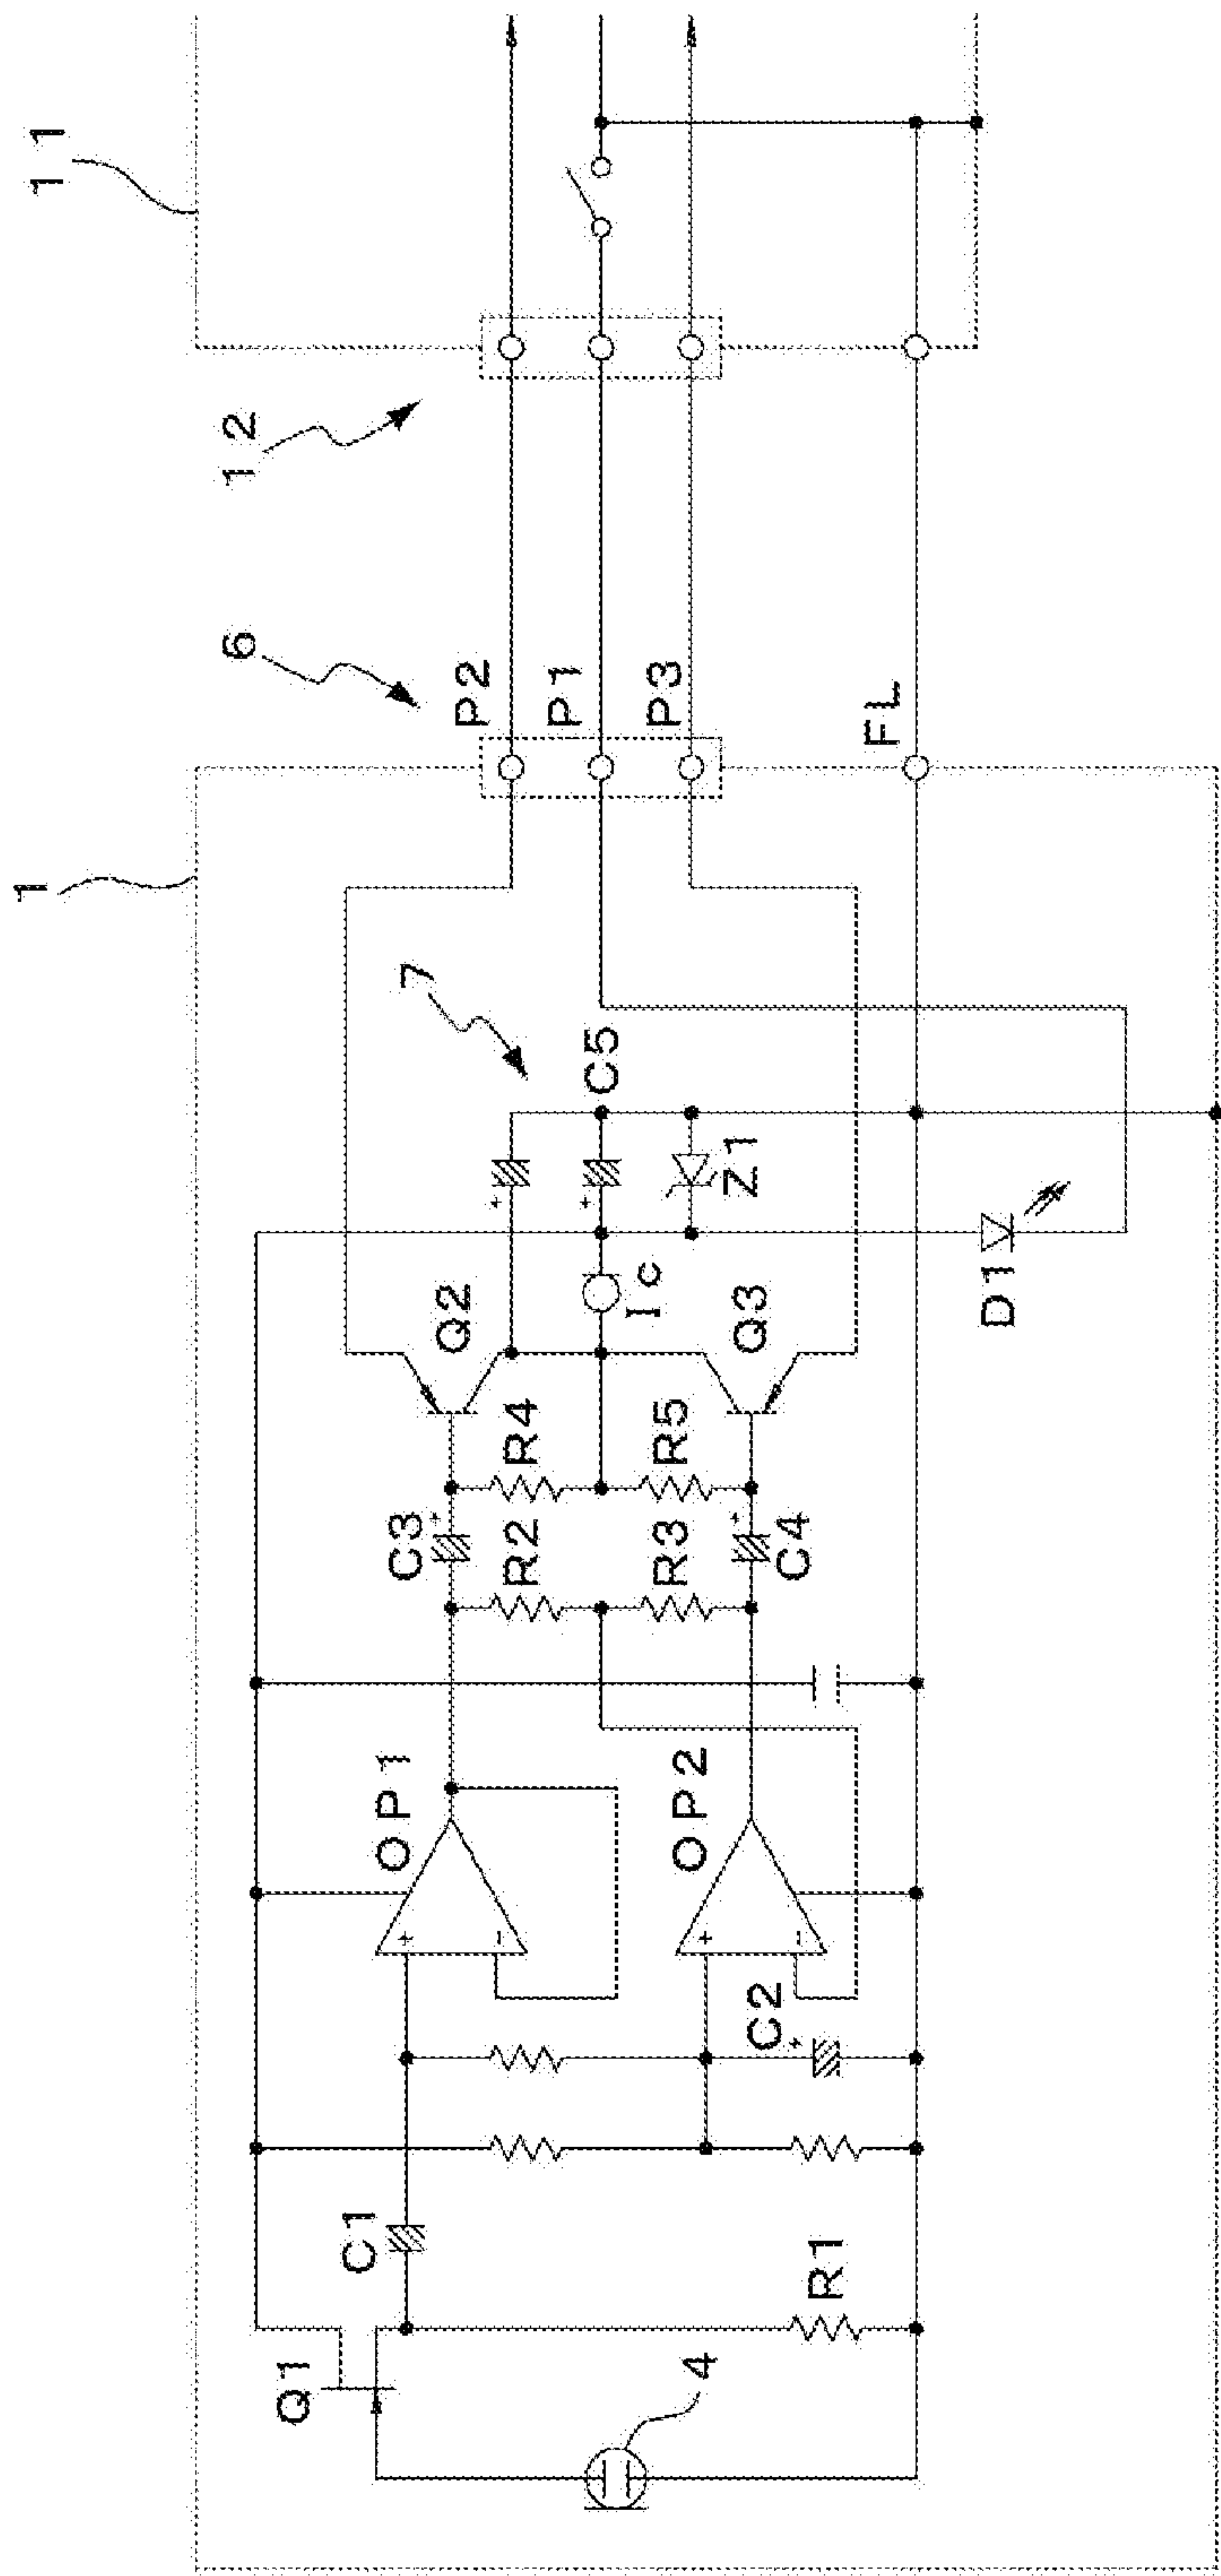 1
11
6
12
7
P2
P1
P3
FL
Q1
4
C1
R1
C2
+
OP1
+
-
OP2
+
-
C3
+
R2
R3
C4
+
R4
R5
Q2
Q3
Ic
+
+
C5
Z1
D1